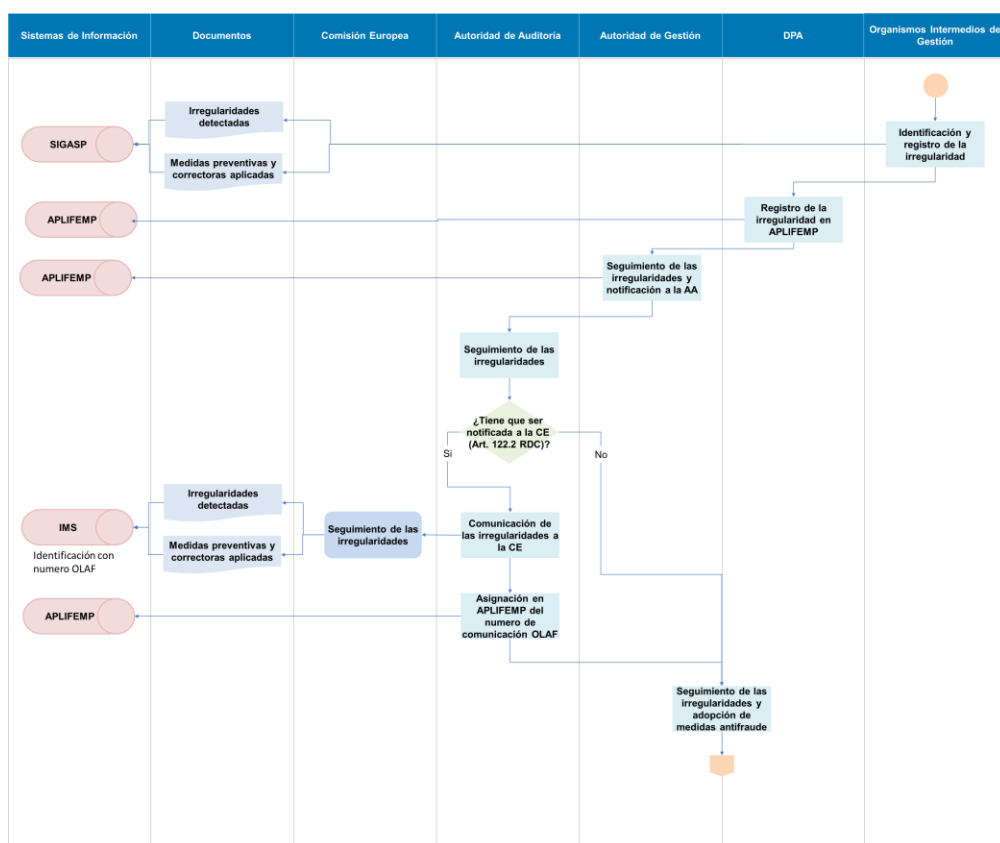 Sistemas de Información
Documentos
Comisión Europea
Autoridad de Auditoría
Autoridad de Gestión
DPA
Organismos Intermedios de
Gestión
Irregularidades
detectadas
SIGASP
Medidas preventivas y
correctoras aplicadas
Identificación y
registro de la
irregularidad
APLIFEMP
Registro de la
irregularidad en
APLIFEMP
APLIFEMP
Seguimiento de las
irregularidades y
notificación a la AA
Seguimiento de las
irregularidades
¿Tiene que ser
notificada a la CE
(Art. 122.2 RDC)?
Si
No
Irregularidades
detectadas
IMS
Identificación con
numero OLAF
Medidas preventivas y
correctoras aplicadas
Seguimiento de las
irregularidades
Comunicación de
las irregularidades a
la CE
APLIFEMP
Asignación en
APLIFEMP del
numero de
comunicación OLAF
Seguimiento de las
irregularidades y
adopción de
medidas antifraude